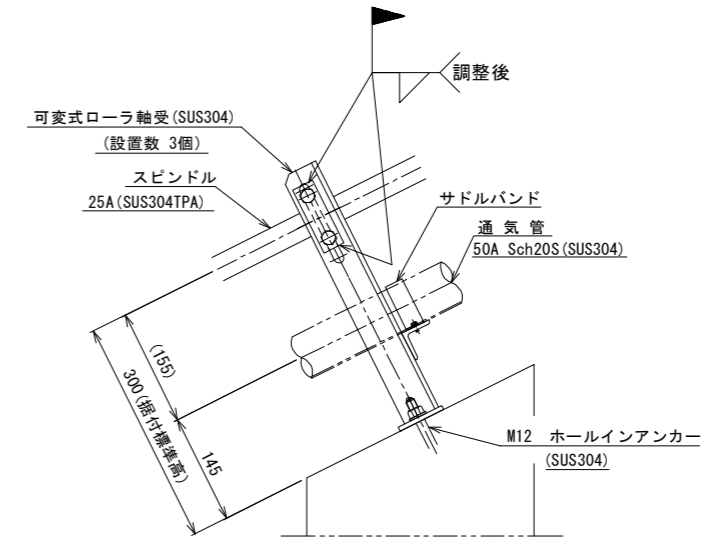 調整後
可変式ローラ軸受(SUS304)
(設置数 3個)
スピンドル
25A(SUS304TPA)
サドルバンド
通気管
50A Sch20S(SUS304)
(155)
300(据付標準高)
145
M12 ホールインアンカー
(SUS304)